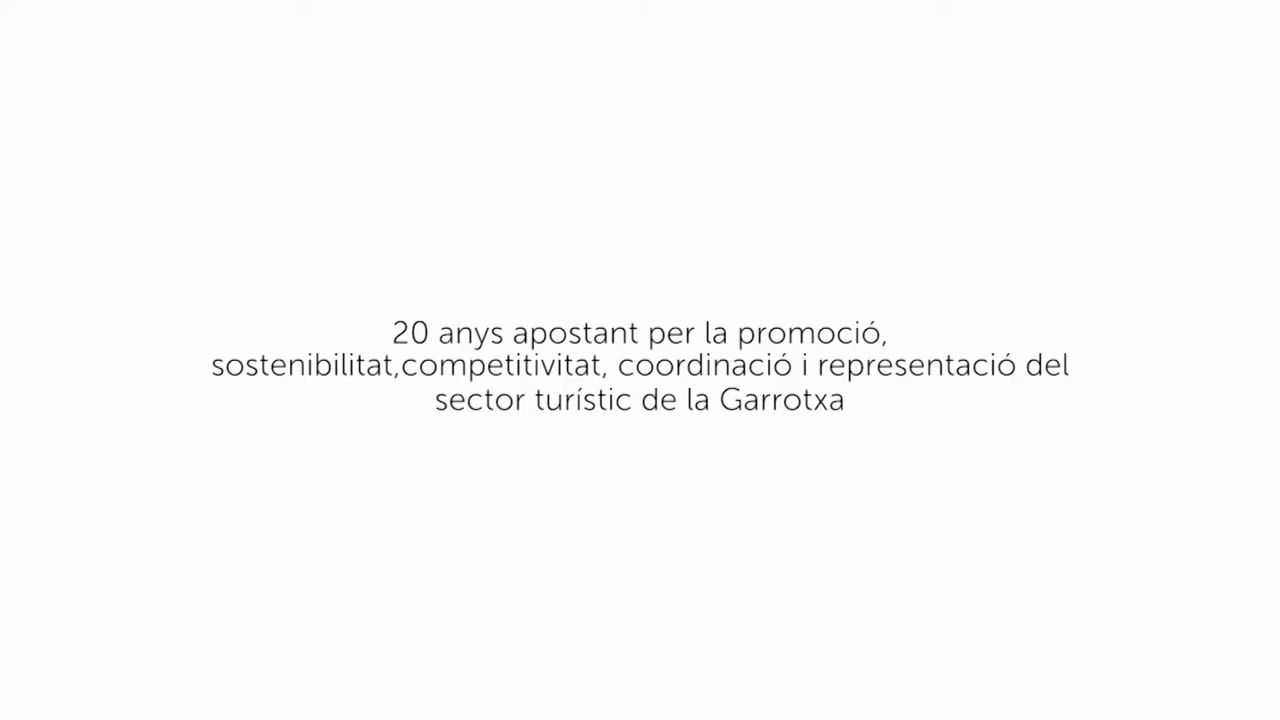 20 anys apostant per la promoció,
sostenibilitat,competitivitat, coordinació i representació del
sector turístic de la Garrotxa